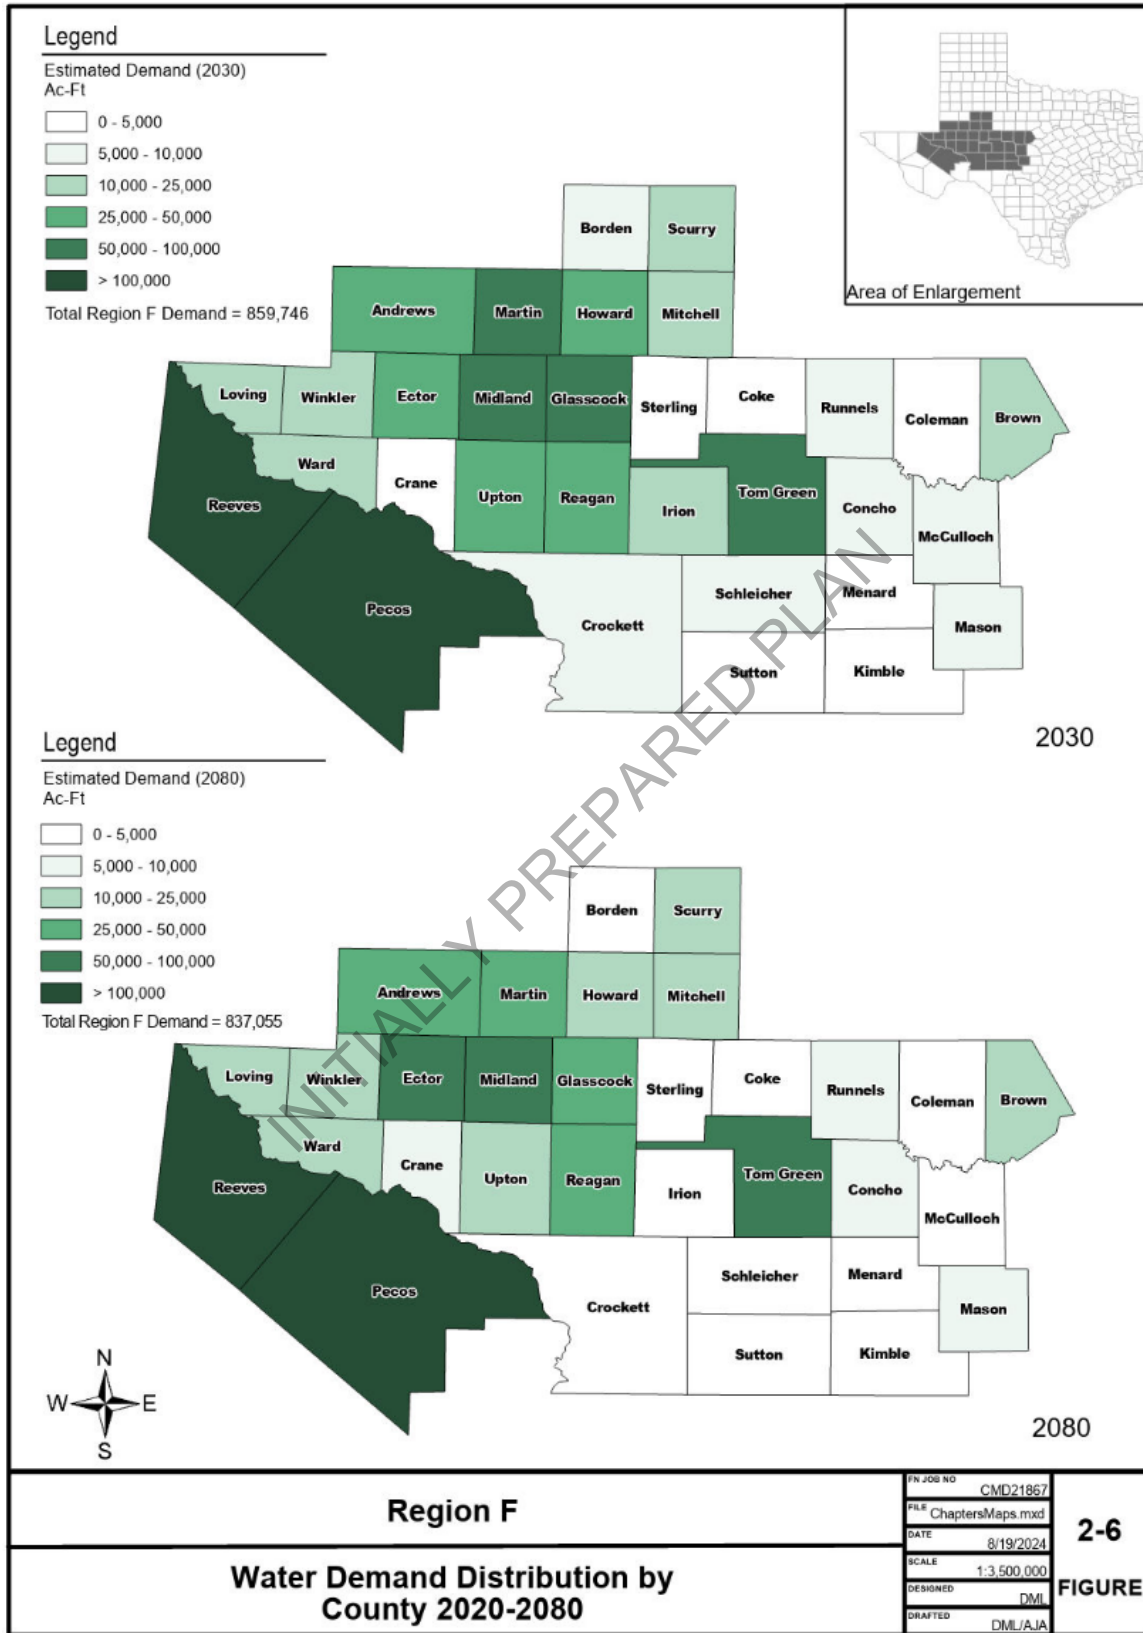 Legend
Estimated Demand (2030)
Ac-Ft
0 - 5,000
5,000 - 10,000
10,000 - 25,000
25,000 - 50,000
50,000 - 100,000
> 100,000
Total Region F Demand = 859,746
Area of Enlargement
Borden
Scurry
Andrews
Martin
Howard
Mitchell
Loving
Winkler
Ector
Midland
Glasscock
Sterling
Coke
Runnels
Coleman
Brown
Ward
Crane
Reeves
Upton
Reagan
Irion
Tom Green
Concho
McCulloch
Pecos
Crockett
Schleicher
Menard
Mason
Sutton
Kimble
2030
INITIALLY PREPARED PLAN
Legend
Estimated Demand (2080)
Ac-Ft
0 - 5,000
5,000 - 10,000
10,000 - 25,000
25,000 - 50,000
50,000 - 100,000
> 100,000
Total Region F Demand = 837,055
Borden
Scurry
Andrews
Martin
Howard
Mitchell
Loving
Winkler
Ector
Midland
Glasscock
Sterling
Coke
Runnels
Coleman
Brown
Ward
Crane
Reeves
Upton
Reagan
Irion
Tom Green
Concho
McCulloch
Pecos
Crockett
Schleicher
Menard
Mason
Sutton
Kimble
N
W E
S
2080
Region F
Water Demand Distribution by
County 2020-2080
FN JOB NO
CMD21867
FILE ChaptersMaps.mxd
DATE
8/19/2024
SCALE
1:3,500,000
DESIGNED
DML
DRAFTED
DML/AJA
2-6
FIGURE